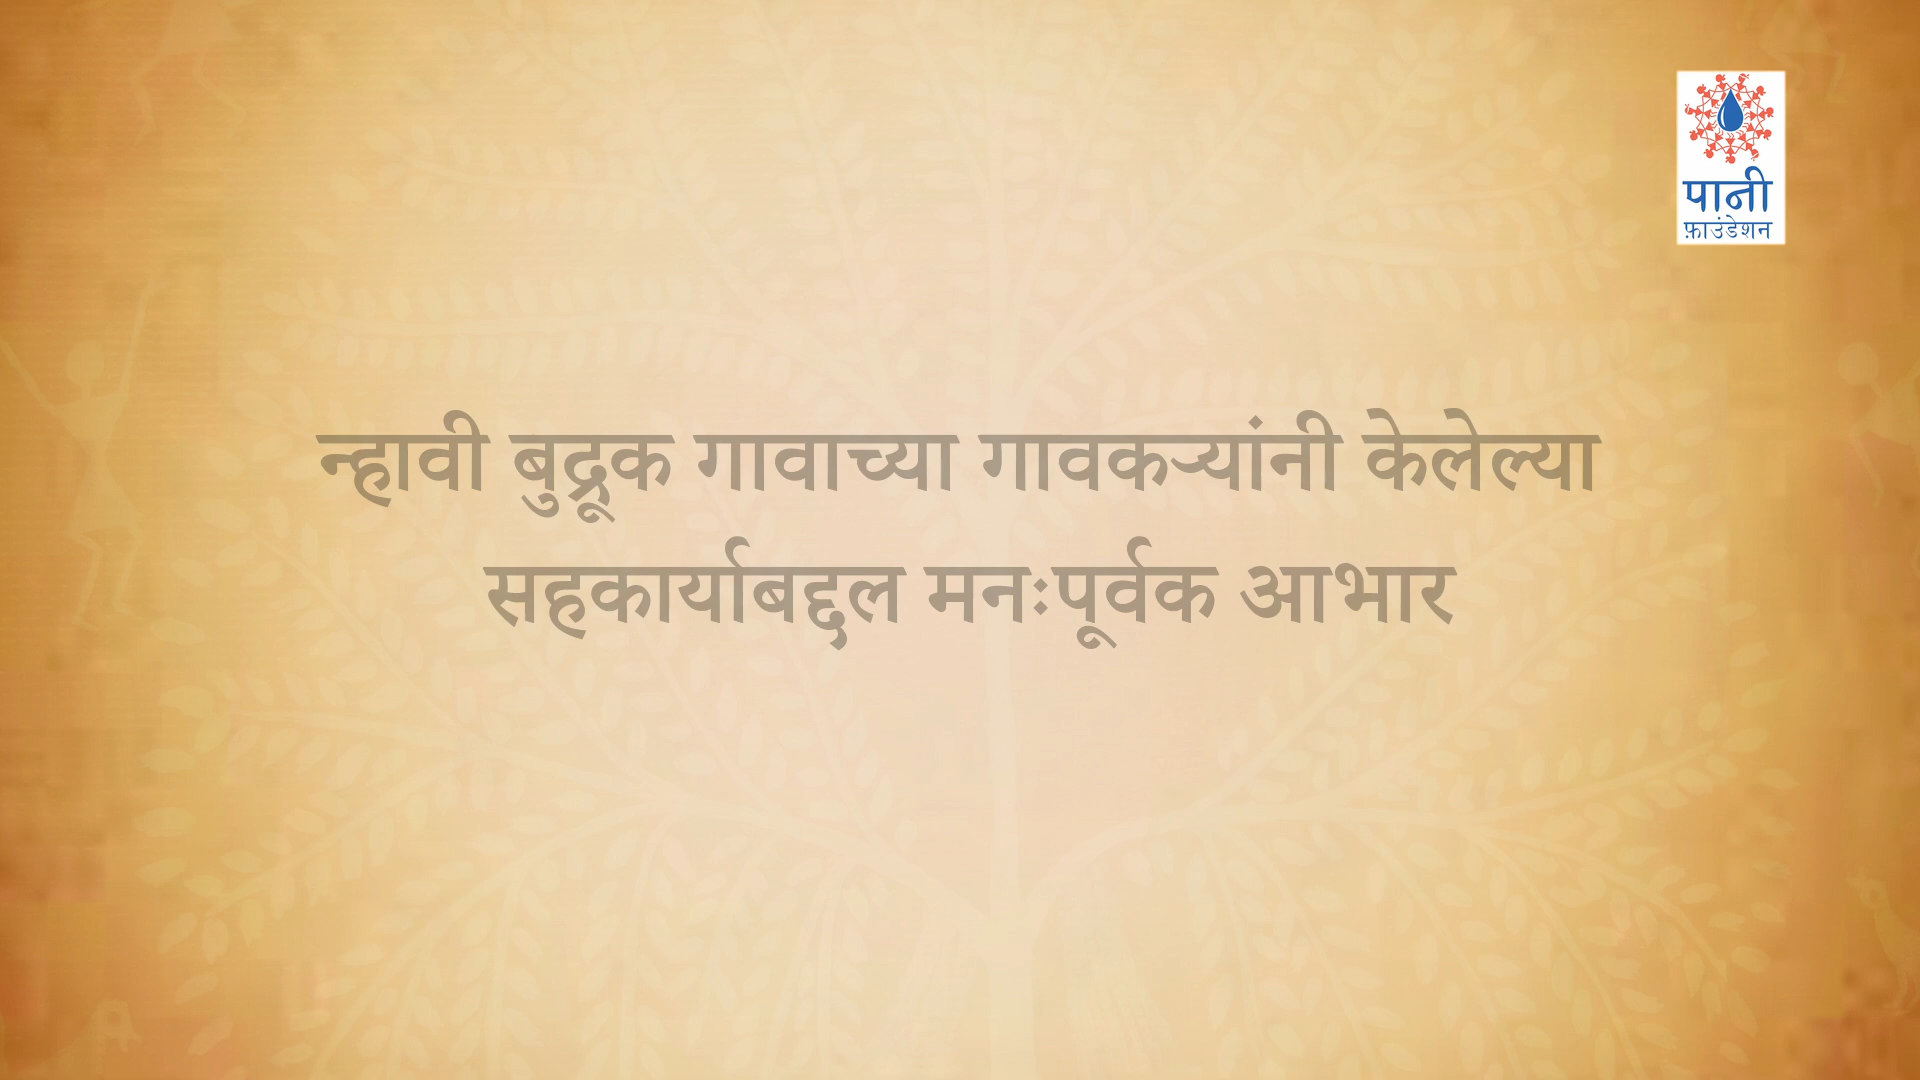 पानी
फ़ाउंडेशन
न्हावी बुद्रूक गावाच्या गावकऱ्यांनी केलेल्या
सहकार्याबद्दल मनःपूर्वक आभार